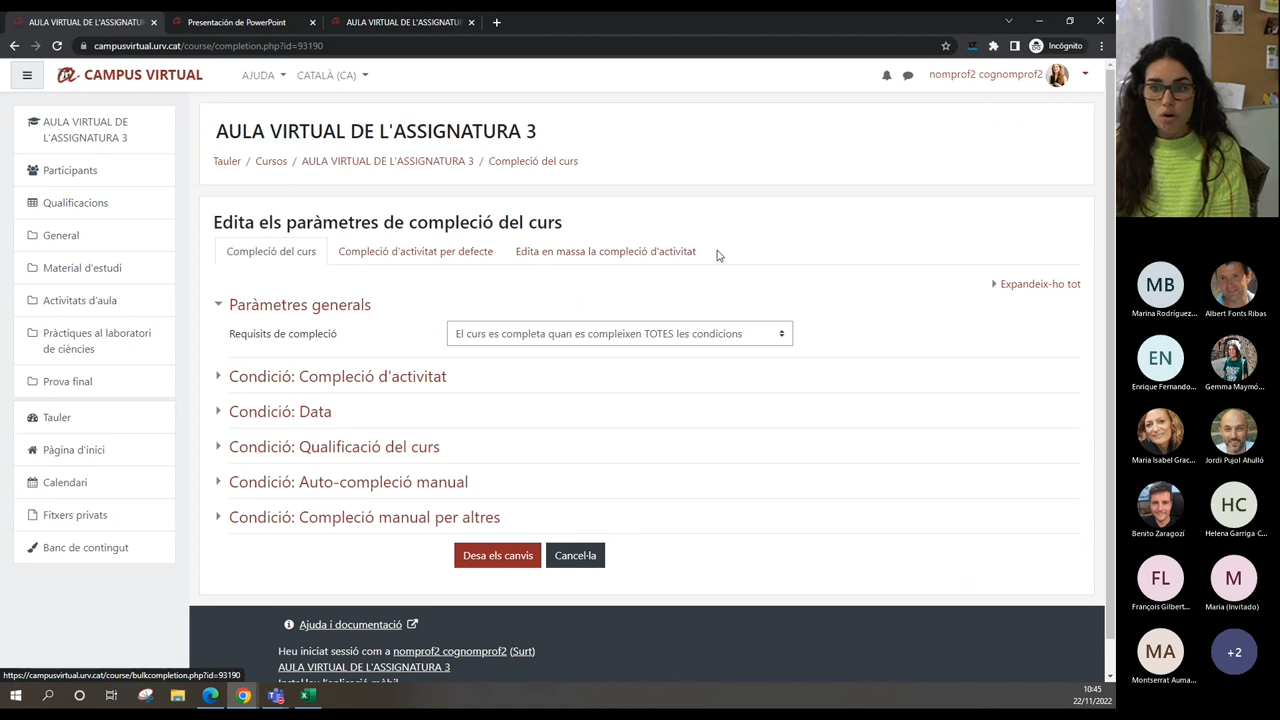 AULA VIRTUAL DE L'ASSIGNATUR
Presentación de PowerPoint
AULA VIRTUAL DE L'ASSIGNATUR
campusvirtual.urv.cat/course/completion.php?id=93190
Incógnito
CAMPUS VIRTUAL
AJUDA
CATALÀ (CA)
nomprof2 cognomprof2
AULA VIRTUAL DE
L'ASSIGNATURA 3
Participants
Qualificacions
General
Material d'estudi
Activitats d'aula
Pràctiques al laboratori
de ciències
Prova final
Tauler
Pàgina d'inici
Calendari
Fitxers privats
Banc de contingut
AULA VIRTUAL DE L'ASSIGNATURA 3
Tauler / Cursos / AULA VIRTUAL DE L'ASSIGNATURA 3 / Compleció del curs
Edita els paràmetres de compleció del curs
Compleció del curs
Compleció d'activitat per defecte
Edita en massa la compleció d'activitat
Expandeix-ho tot
Paràmetres generals
Requisits de compleció
El curs es completa quan es compleixen TOTES les condicions
Condició: Compleció d'activitat
Condició: Data
Condició: Qualificació del curs
Condició: Auto-compleció manual
Condició: Compleció manual per altres
Desa els canvis
Cancel·la
Ajuda i documentació
Heu iniciat sessió com a nomprof2 cognomprof2 (Surt)
AULA VIRTUAL DE L'ASSIGNATURA 3
https://campusvirtual.urv.cat/course/bulkcompletion.php?id=93190
10:45
22/11/2022
MB
Marina Rodríguez...
Albert Fonts Ribas
EN
Enrique Fernando...
Gemma Maymó...
María Isabel Grac...
Jordi Pujol Ahulló
Benito Zaragozí
HC
Helena Garriga C...
FL
François Gilbert...
M
Maria (Invitado)
MA
Montserrat Auma...
+2